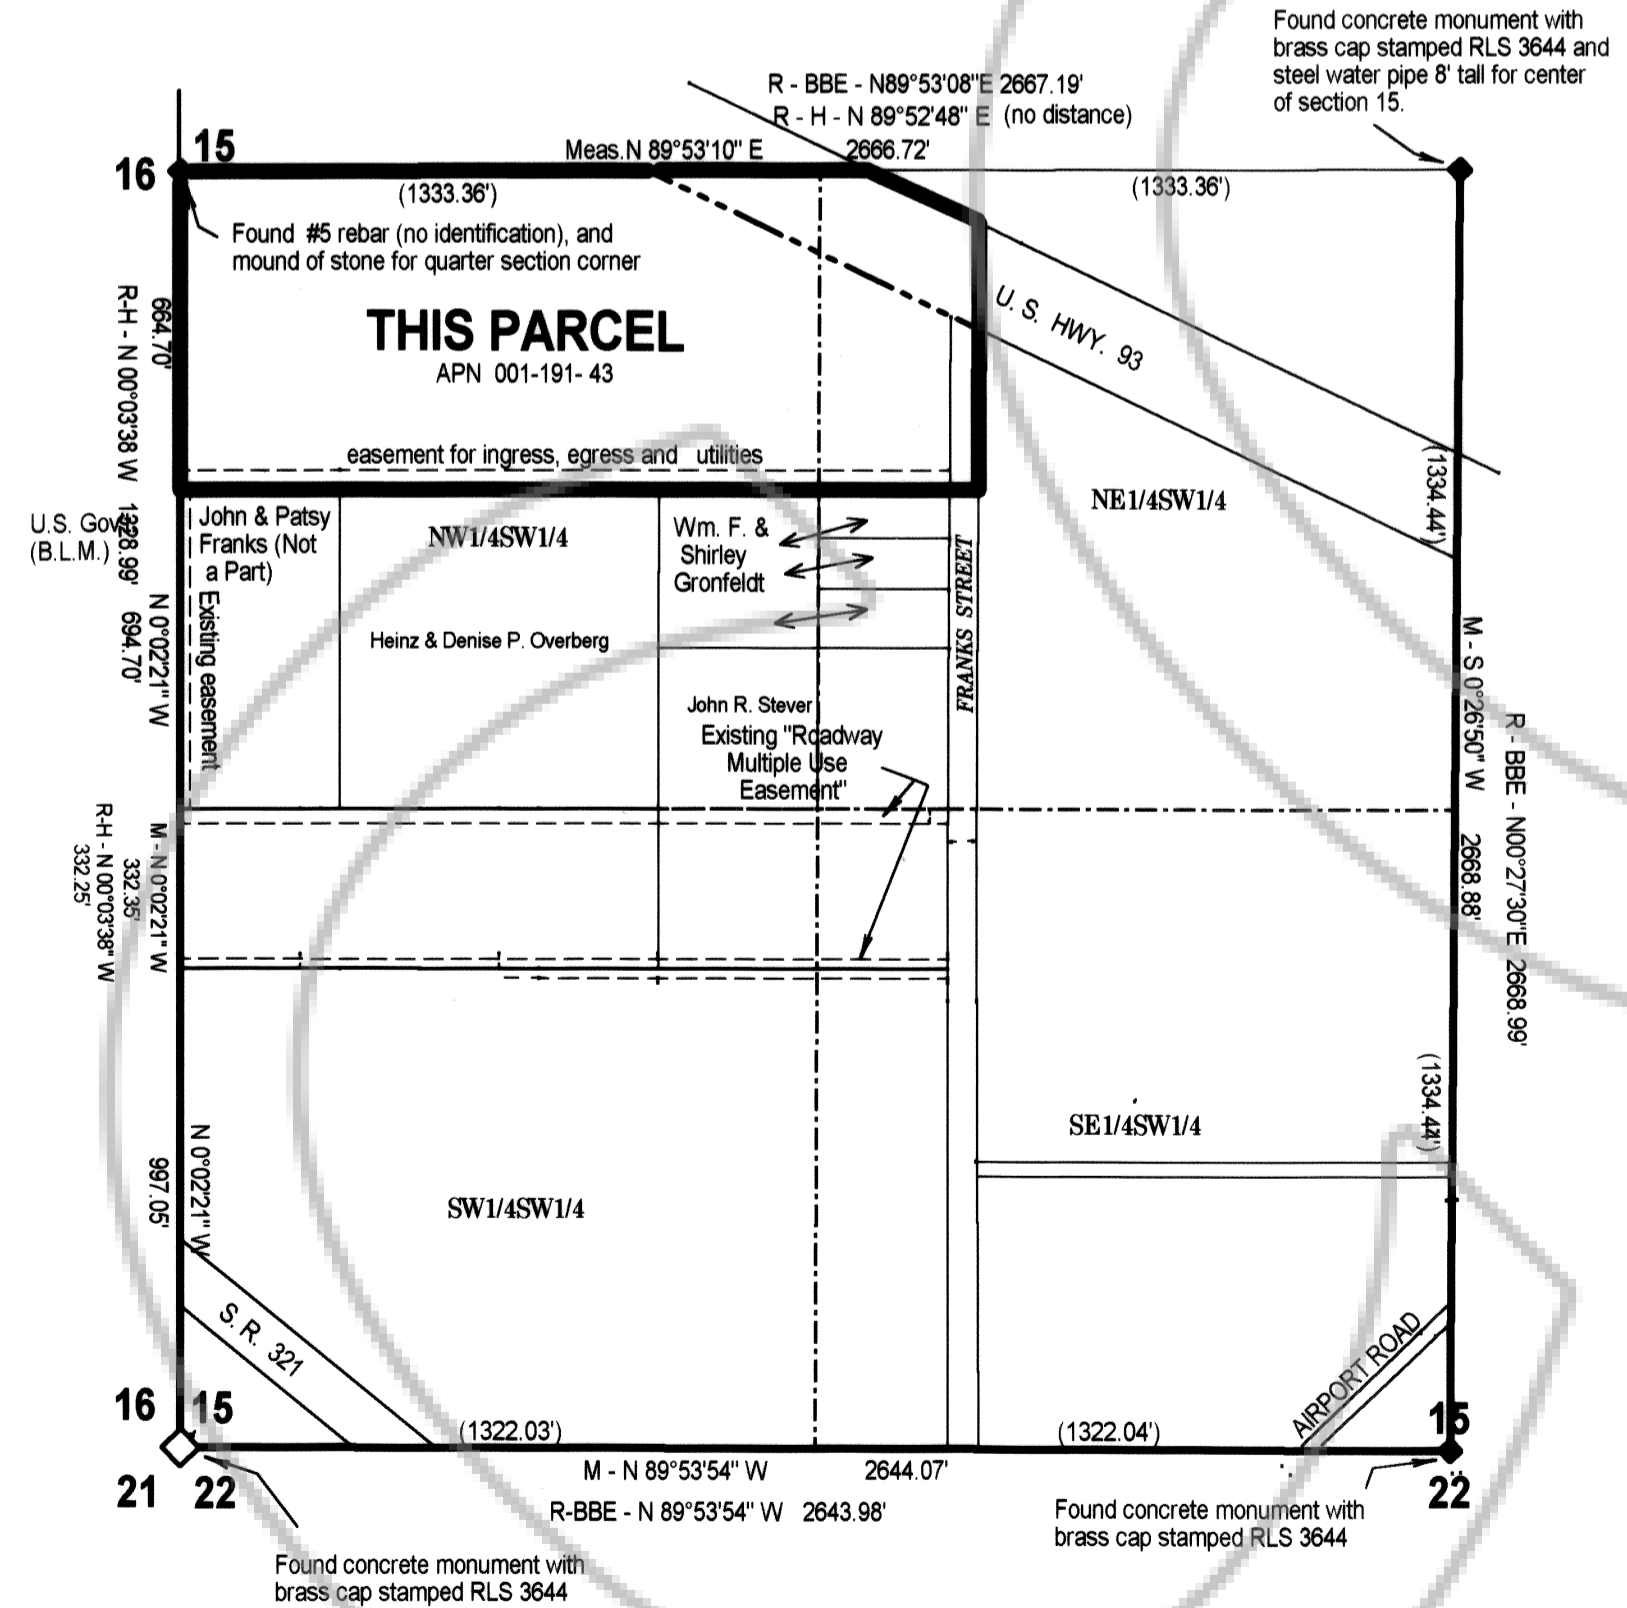 Found concrete monument with
brass cap stamped RLS 3644 and
steel water pipe 8' tall for center
of section 15.
R - BBE - N89°53'08"E 2667.19'
R - H - N 89°52'48" E (no distance)
Meas.N 89°53'10" E 2666.72'
15
16
(1333.36')
(1333.36')
Found #5 rebar (no identification), and
mound of stone for quarter section corner
THIS PARCEL
APN 001-191- 43
U. S. HWY. 93
664.70'
R-H - N 00°03'38 W 1328.99'
easement for ingress, egress and utilities
(1334.44')
NE1/4SW1/4
U.S. Gov
(B.L.M.)
John & Patsy
Franks (Not
a Part)
NW1/4SW1/4
Wm. F. &
Shirley
Gronfeldt
FRANKS STREET
Existing easement
N 0°02'21" W
694.70'
Heinz & Denise P. Overberg
John R. Stever
Existing "Roadway
Multiple Use
Easement"
M - S 0°26'50" W 2668.88'
R - BBE - N00°27'30"E 2668.99'
M - N 0°02'21" W
332.35'
R-H - N 00°03'38" W
332.25'
(1334.44')
SE1/4SW1/4
N 0°02'21" W
997.05'
SW1/4SW1/4
S. R. 321
AIRPORT ROAD
16 15
15
(1322.03')
(1322.04')
21 22
22
M - N 89°53'54" W 2644.07'
R-BBE - N 89°53'54" W 2643.98'
Found concrete monument with
brass cap stamped RLS 3644
Found concrete monument with
brass cap stamped RLS 3644